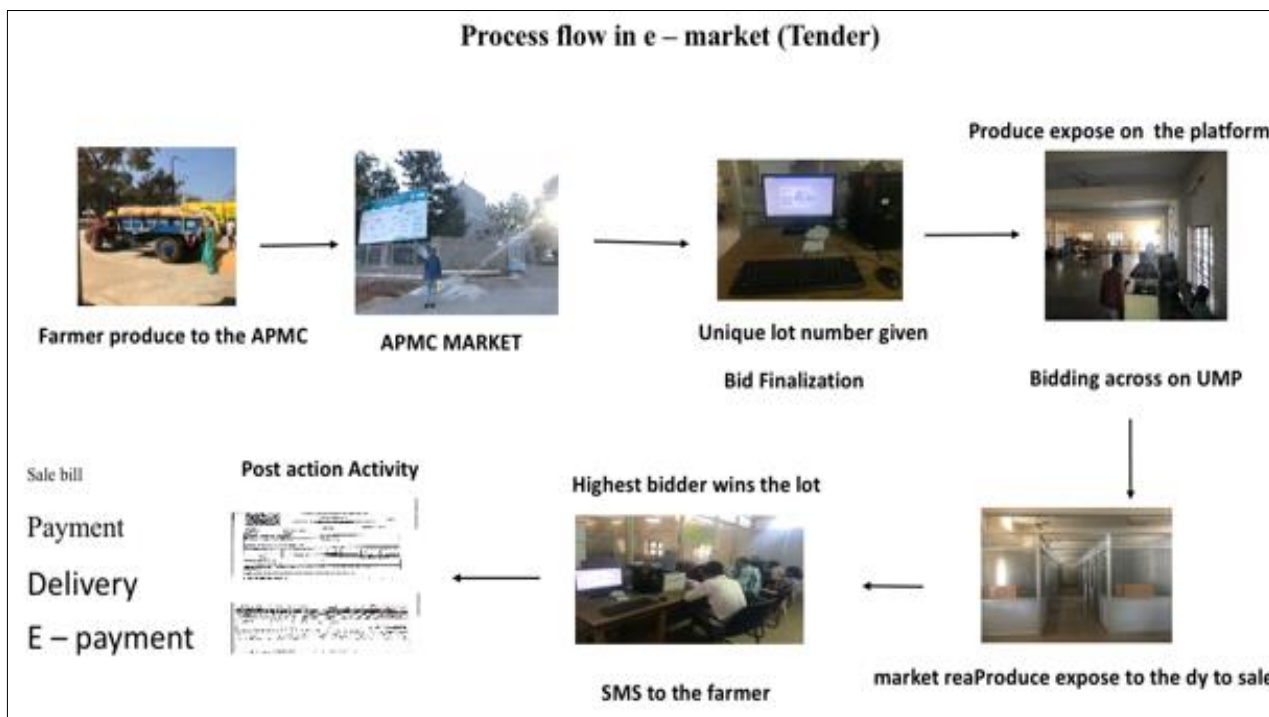 Process flow in e – market (Tender)
Produce expose on the platform
Farmer produce to the APMC
APMC MARKET
Unique lot number given
Bid Finalization
Bidding across on UMP
Sale bill
Payment
Delivery
E – payment
Post action Activity
Highest bidder wins the lot
SMS to the farmer
market reaProduce expose to the dy to sale